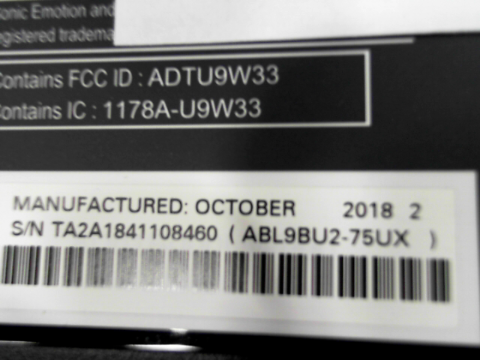 onic Emotion and
egistered tradema
Contains FCC ID : ADTU9W33
Contains IC : 1178A-U9W33
MANUFACTURED: OCTOBER 2018 2
S/N TA2A1841108460 ( ABL9BU2-75UX )